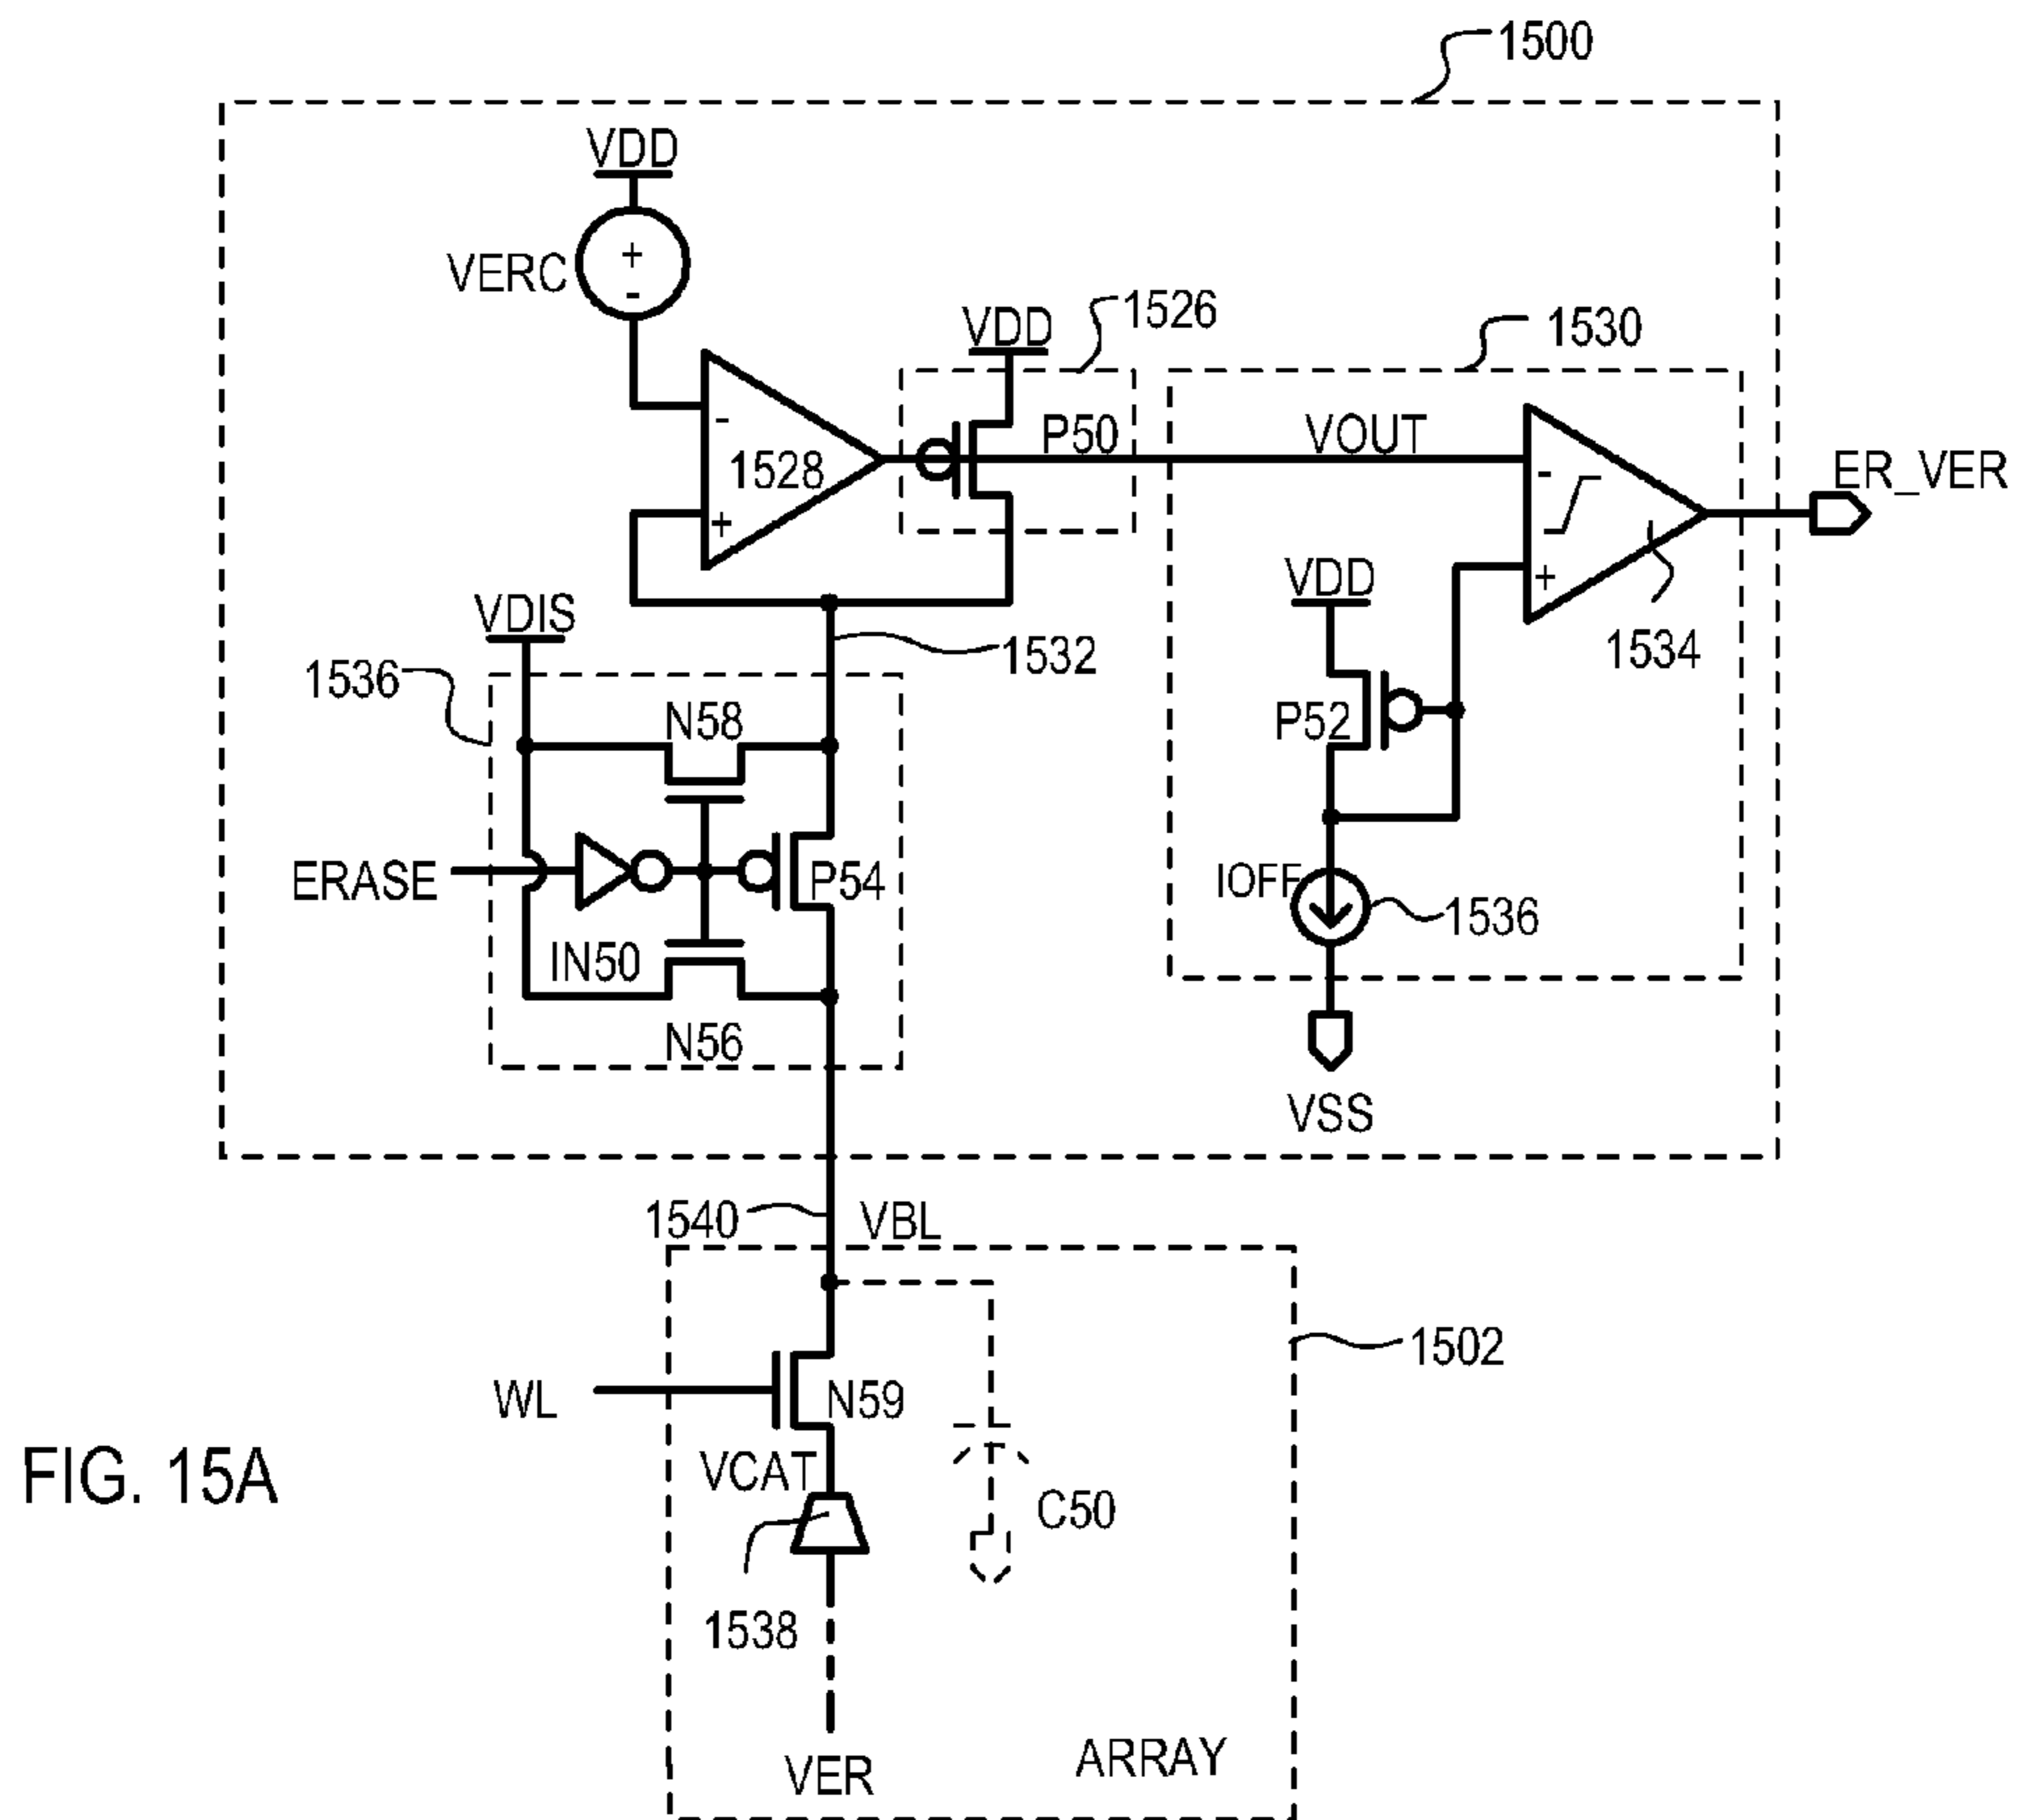 1500
VDD
VERC
+
-
1526
VDD
1530
-
1528
+
P50
VOUT
-
+
1534
ER_VER
VDIS
1532
VDD
1536
N58
P52
ERASE
P54
IOFF
1536
IN50
N56
VSS
1540
VBL
1502
WL
N59
VCAT
C50
FIG. 15A
1538
VER
ARRAY